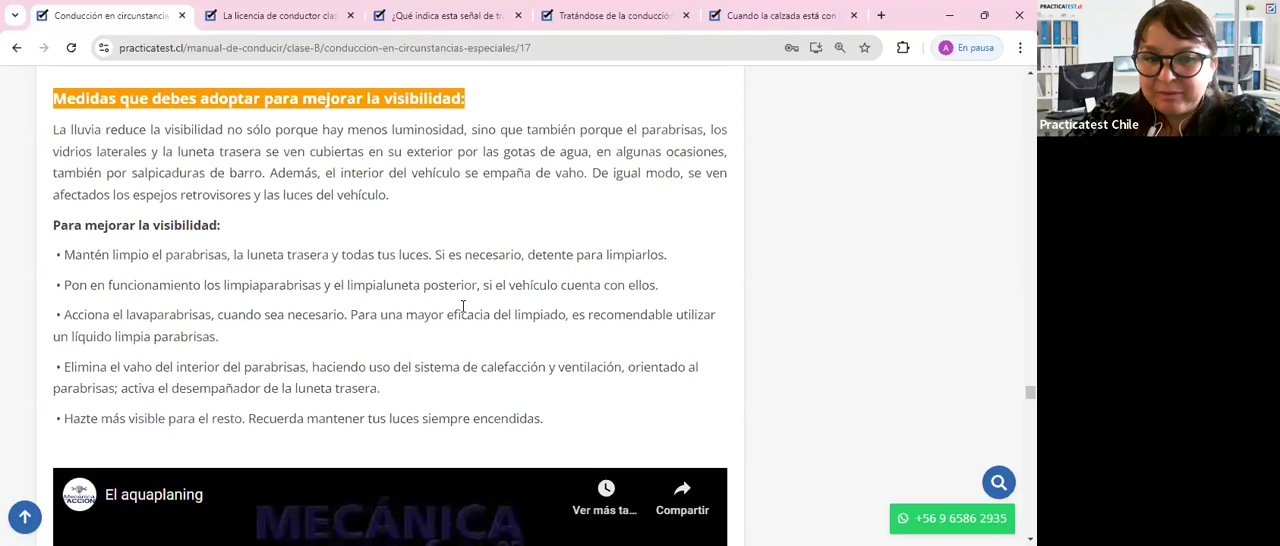 Conducción en circunstancia
La licencia de conductor clas
¿Qué indica esta señal de tr
Tratándose de la conducción
Cuando la calzada está con
practicatest.cl/manual-de-conducir/clase-B/conduccion-en-circunstancias-especiales/17
A En pausa
PRACTICATEST.cl
Practicatest Chile
Medidas que debes adoptar para mejorar la visibilidad:
La lluvia reduce la visibilidad no sólo porque hay menos luminosidad, sino que también porque el parabrisas, los
vidrios laterales y la luneta trasera se ven cubiertas en su exterior por las gotas de agua, en algunas ocasiones,
también por salpicaduras de barro. Además, el interior del vehículo se empaña de vaho. De igual modo, se ven
afectados los espejos retrovisores y las luces del vehículo.
Para mejorar la visibilidad:
• Mantén limpio el parabrisas, la luneta trasera y todas tus luces. Si es necesario, detente para limpiarlos.
• Pon en funcionamiento los limpiaparabrisas y el limpialuneta posterior, si el vehículo cuenta con ellos.
• Acciona el lavaparabrisas, cuando sea necesario. Para una mayor eficacia del limpiado, es recomendable utilizar
un líquido limpia parabrisas.
• Elimina el vaho del interior del parabrisas, haciendo uso del sistema de calefacción y ventilación, orientado al
parabrisas; activa el desempañador de la luneta trasera.
• Hazte más visible para el resto. Recuerda mantener tus luces siempre encendidas.
El aquaplaning
Ver más ta...
Compartir
MECÁNICA
+56 9 6586 2935